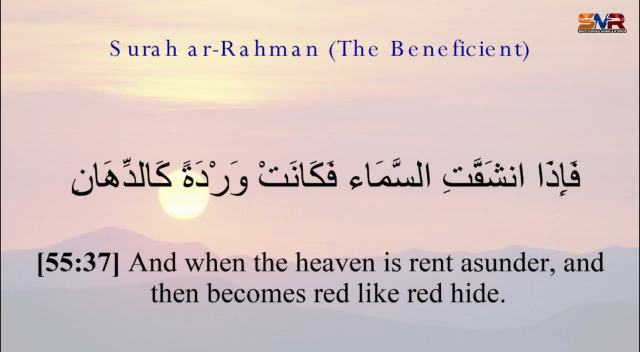 SMR
Surah ar-Rahman (The Beneficient)
فَإِذَا انشَقَّتِ السَّمَاء فَكَانَتْ وَرْدَةً كَالدِّهَانِ
[55:37] And when the heaven is rent asunder, and
then becomes red like red hide.